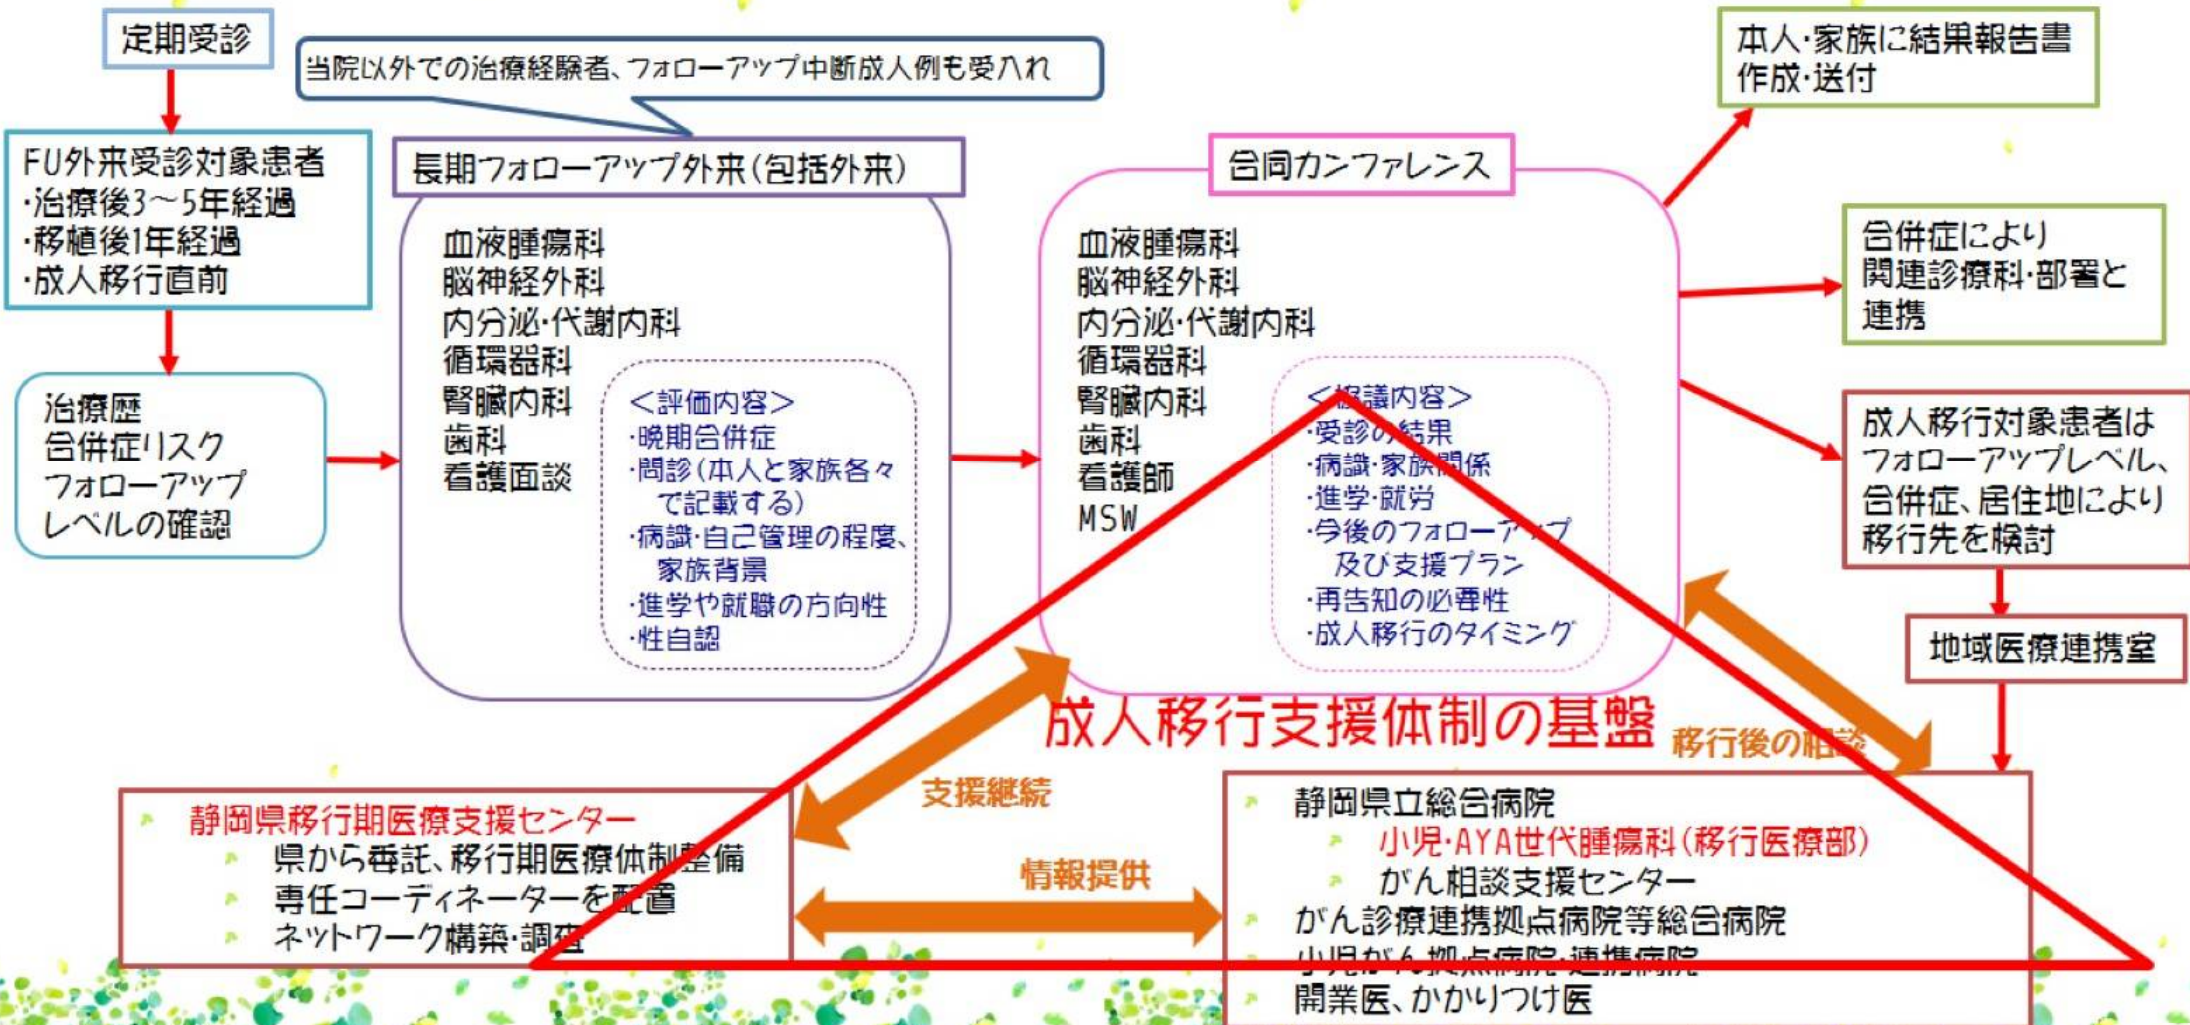 定期受診
当院以外での治療経験者、フォローアップ中断成人例も受入れ
FU外来受診対象患者
・治療後3～5年経過
・移植後1年経過
・成人移行直前
治療歴
合併症リスク
フォローアップ
レベルの確認
長期フォローアップ外来(包括外来)
血液腫瘍科
脳神経外科
内分泌・代謝内科
循環器科
腎臓内科
歯科
看護面談
＜評価内容＞
・晩期合併症
・問診(本人と家族各々
で記載する)
・病識・自己管理の程度、
家族背景
・進学や就職の方向性
・性自認
合同カンファレンス
血液腫瘍科
脳神経外科
内分泌・代謝内科
循環器科
腎臓内科
歯科
看護師
MSW
＜協議内容＞
・受診の結果
・病識・家族関係
・進学・就労
・今後のフォローアップ
及び支援プラン
・再告知の必要性
・成人移行のタイミング
本人・家族に結果報告書
作成・送付
合併症により
関連診療科・部署と
連携
成人移行対象患者は
フォローアップレベル、
合併症、居住地により
移行先を検討
地域医療連携室
成人移行支援体制の基盤
移行後の相談
支援継続
情報提供
静岡県移行期医療支援センター
県から委託、移行期医療体制整備
専任コーディネーターを配置
ネットワーク構築・調査
静岡県立総合病院
小児・AYA世代腫瘍科(移行医療部)
がん相談支援センター
がん診療連携拠点病院等総合病院
小児がん拠点病院・連携病院
開業医、かかりつけ医